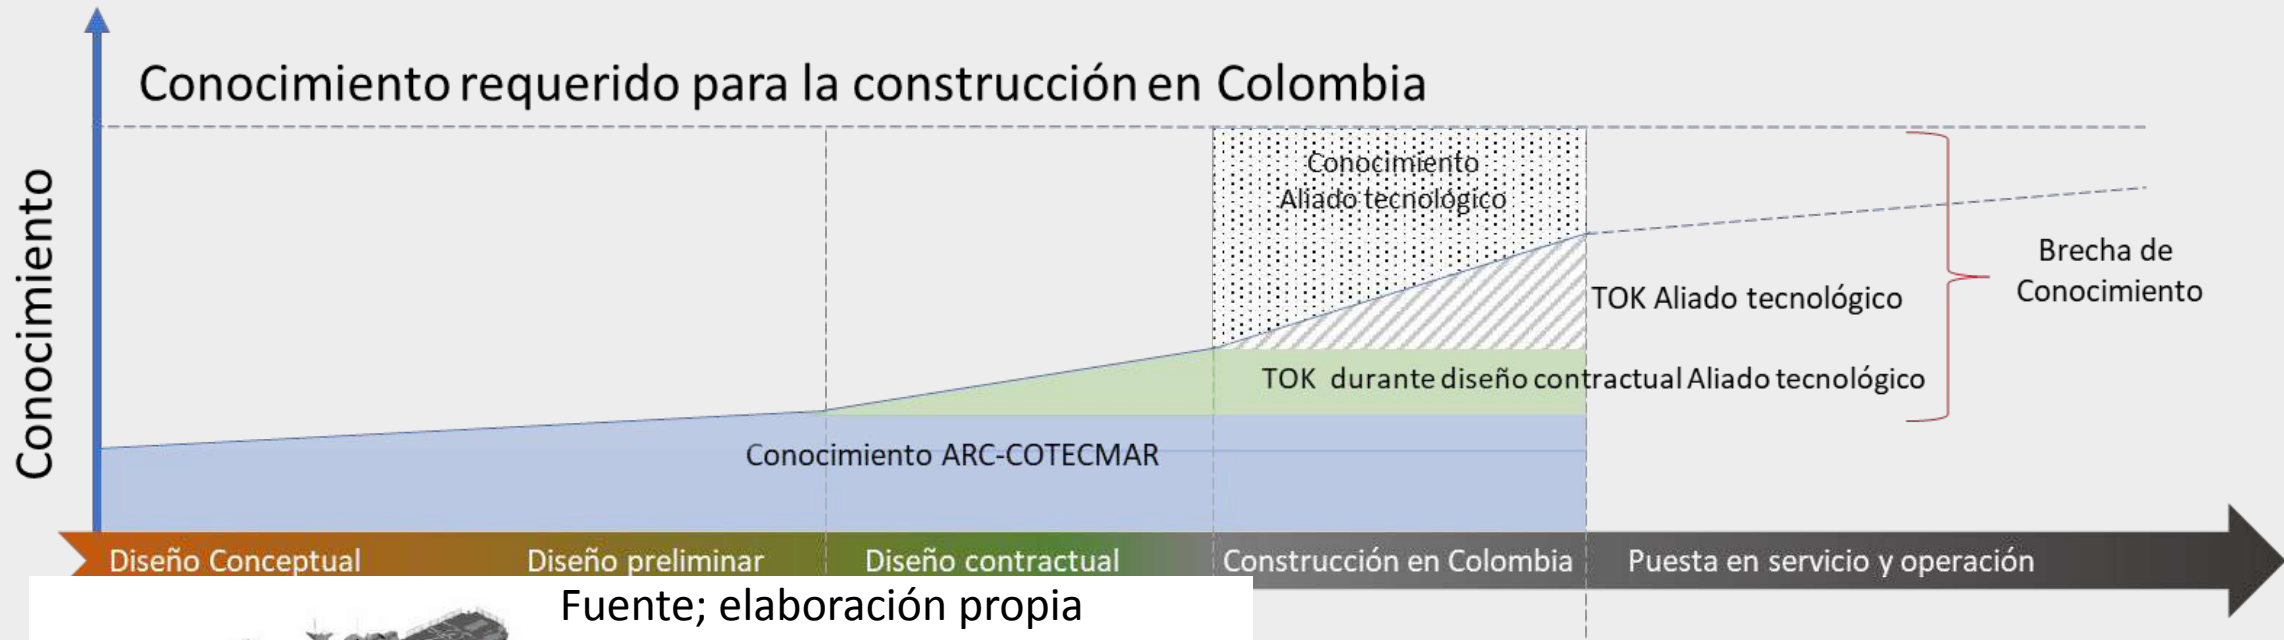 Conocimiento requerido para la construcción en Colombia
Conocimiento
Conocimiento
Aliado tecnológico
Brecha de
Conocimiento
TOK Aliado tecnológico
TOK durante diseño contractual Aliado tecnológico
Conocimiento ARC-COTECMAR
Diseño Conceptual
Diseño preliminar
Diseño contractual
Construcción en Colombia
Puesta en servicio y operación
Fuente; elaboración propia